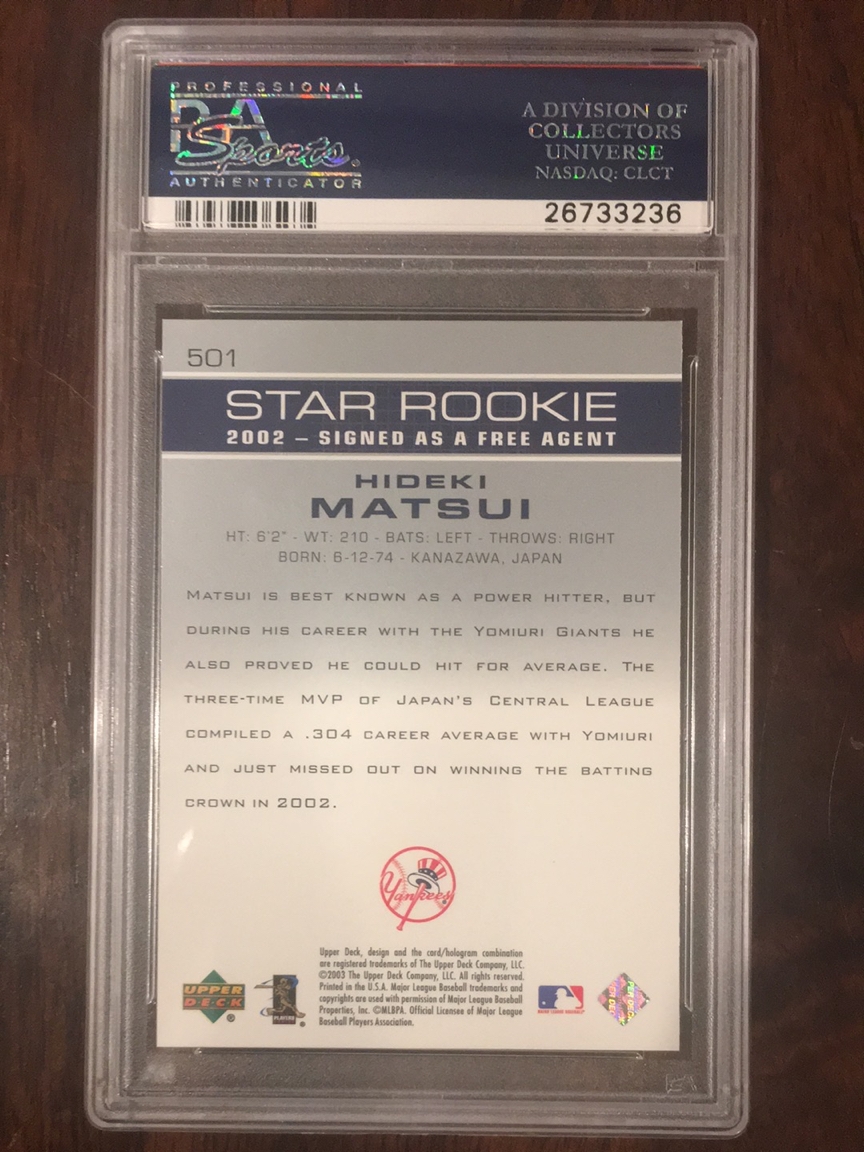 PROFESSIONAL
PSA
Sports.
AUTHENTICATOR
A DIVISION OF
COLLECTORS
UNIVERSE
NASDAQ: CLCT
26733236
501
STAR ROOKIE
2002 – SIGNED AS A FREE AGENT
HIDEKI
MATSUI
HT: 6'2" - WT: 210 - BATS: LEFT - THROWS: RIGHT
BORN: 6-12-74 - KANAZAWA, JAPAN
MATSUI IS BEST KNOWN AS A POWER HITTER, BUT
DURING HIS CAREER WITH THE YOMIURI GIANTS HE
ALSO PROVED HE COULD HIT FOR AVERAGE. THE
THREE-TIME MVP OF JAPAN'S CENTRAL LEAGUE
COMPILED A .304 CAREER AVERAGE WITH YOMIURI
AND JUST MISSED OUT ON WINNING THE BATTING
CROWN IN 2002.
Yankees
Upper Deck, design and the card/hologram combination
are registered trademarks of The Upper Deck Company, LLC.
©2003 The Upper Deck Company, LLC. All rights reserved.
Printed in the U.S.A. Major League Baseball trademarks and
copyrights are used with permission of Major League Baseball
Properties, Inc. ©MLBPA. Official Licensee of Major League
Baseball Players Association.
UPPER
DECK®
PLAYERS
MAJOR LEAGUE BASEBALL